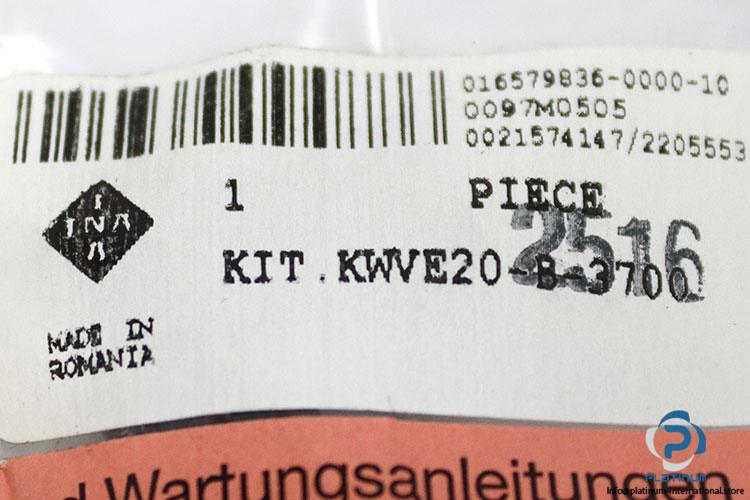 016579836-0000-10
0097M0505
0021574147/2205553
INA
INA
1 PIECE
2516
KIT.KWVE20-B-3700
MADE IN
ROMANIA
d Wartungsanleitungen
P
PLATINUM
Info@platinum-international.store